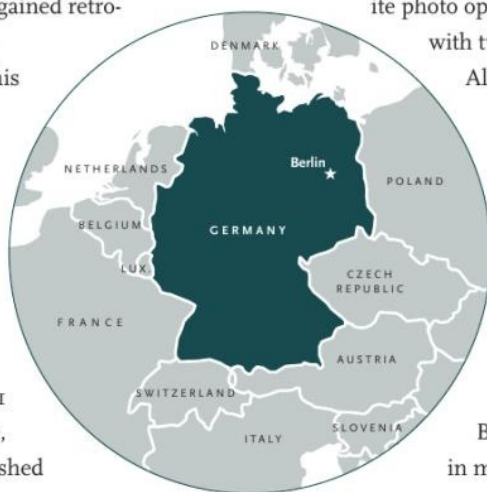 gained retro-
ite photo op
with t
Al
his
DENMARK
NETHERLANDS
Berlin
POLAND
BELGIUM
GERMANY
LUX.
CZECH
REPUBLIC
FRANCE
AUSTRIA
SWITZERLAND
SLOVENIA
ITALY
B
in m
shed